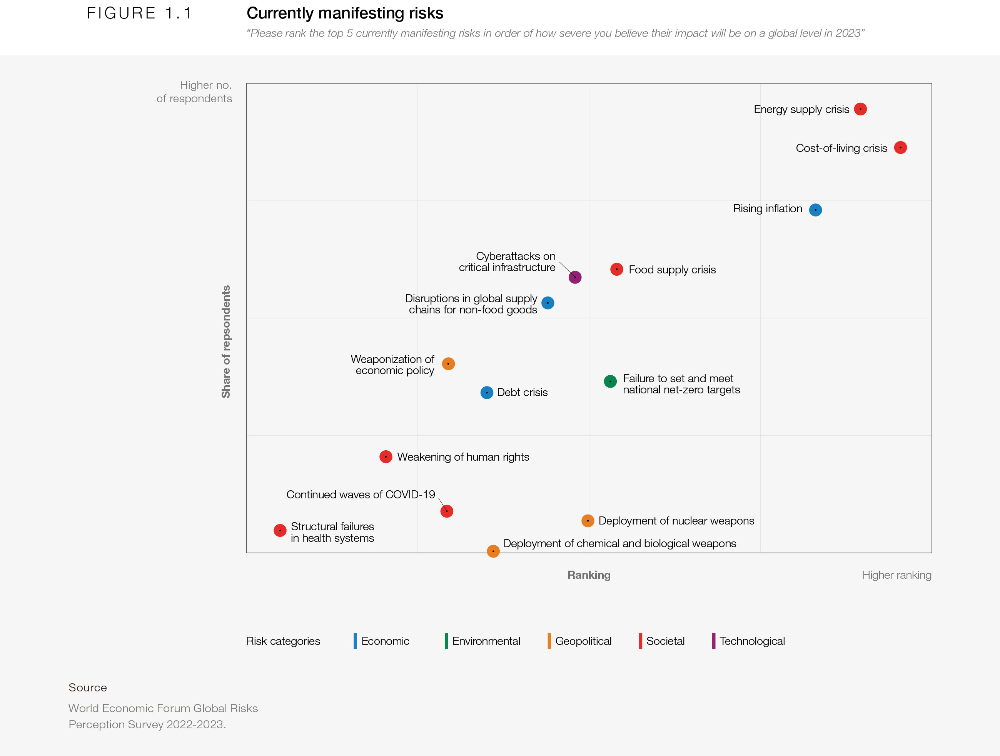 FIGURE 1.1
Currently manifesting risks
“Please rank the top 5 currently manifesting risks in order of how severe you believe their impact will be on a global level in 2023”
Higher no.
of respondents
Energy supply crisis
Cost-of-living crisis
Rising inflation
Cyberattacks on
critical infrastructure
Food supply crisis
Disruptions in global supply
chains for non-food goods
Share of repsondents
Weaponization of
economic policy
Failure to set and meet
national net-zero targets
Debt crisis
Weakening of human rights
Continued waves of COVID-19
Deployment of nuclear weapons
Structural failures
in health systems
Deployment of chemical and biological weapons
Ranking
Higher ranking
Risk categories
Economic
Environmental
Geopolitical
Societal
Technological
Source
World Economic Forum Global Risks
Perception Survey 2022-2023.